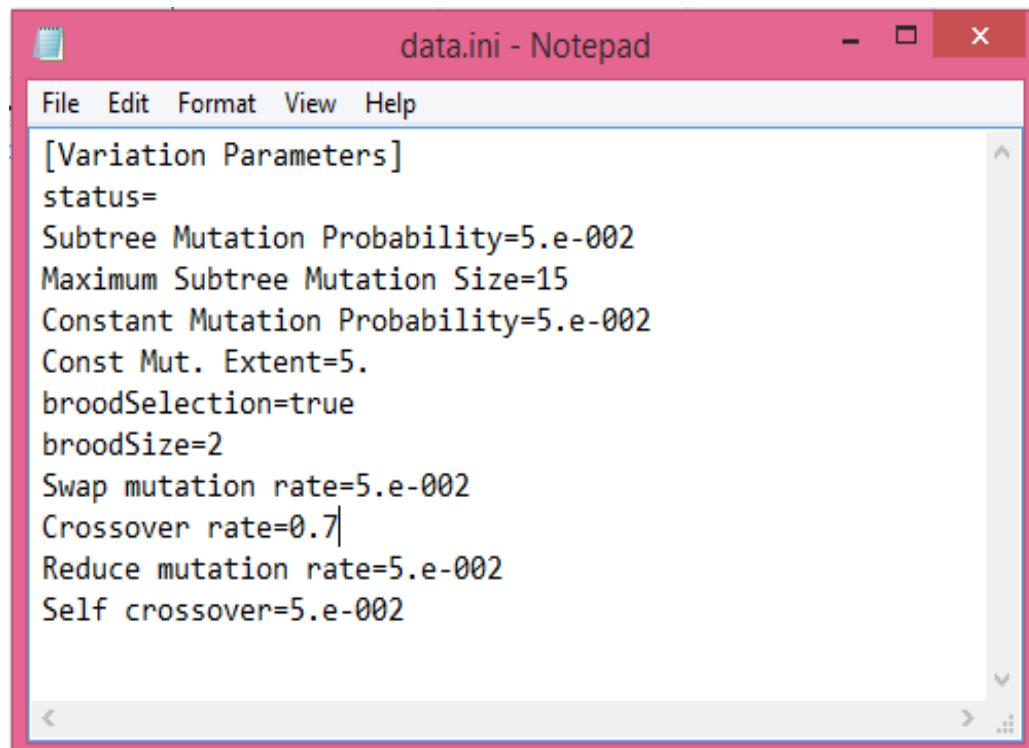 data.ini - Notepad
File Edit Format View Help
[Variation Parameters]
status=
Subtree Mutation Probability=5.e-002
Maximum Subtree Mutation Size=15
Constant Mutation Probability=5.e-002
Const Mut. Extent=5.
broodSelection=true
broodSize=2
Swap mutation rate=5.e-002
Crossover rate=0.7
Reduce mutation rate=5.e-002
Self crossover=5.e-002